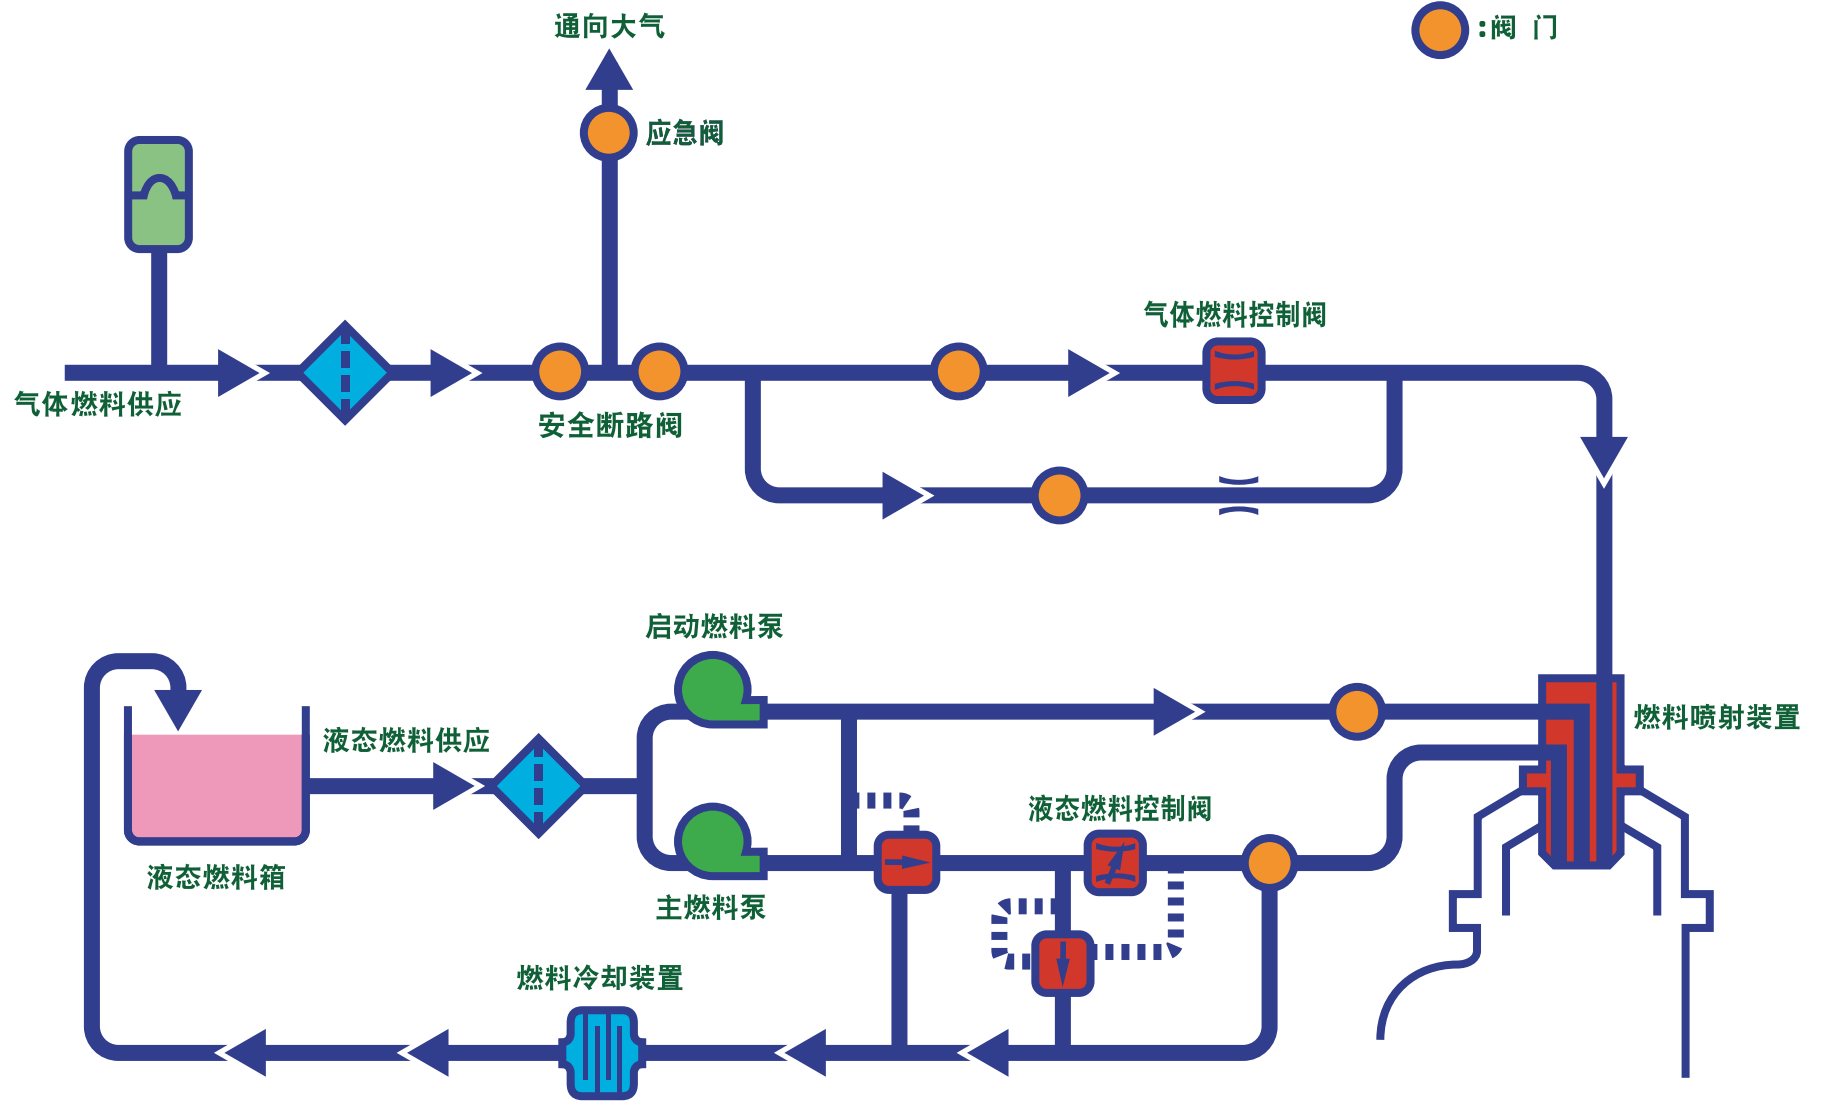 通向大气
:阀 门
应急阀
气体燃料控制阀
气体燃料供应
安全断路阀
启动燃料泵
燃料喷射装置
液态燃料供应
液态燃料控制阀
液态燃料箱
主燃料泵
燃料冷却装置